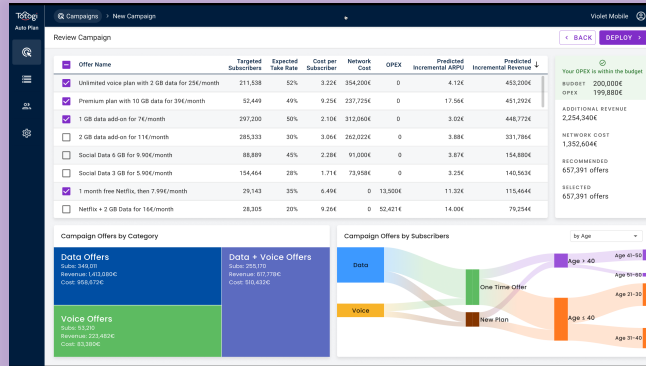 Totogi
Campaigns › New Campaign
Violet Mobile
Auto Plan
Review Campaign
< BACK
DEPLOY >
Offer Name
Targeted Subscribers
Expected Take Rate
Cost per Subscriber
Network Cost
OPEX
Predicted Incremental ARPU
Predicted Incremental Revenue ↓
Unlimited voice plan with 2 GB data for 25€/month 211,538 52% 3.22€ 354,200€ 0 4.12€ 453,200€
Premium plan with 10 GB data for 39€/month 52,449 49% 9.25€ 237,725€ 0 17.56€ 451,292€
1 GB data add-on for 7€/month 297,200 50% 2.10€ 312,060€ 0 3.02€ 448,772€
2 GB data add-on for 11€/month 285,333 30% 3.06€ 262,022€ 0 3.88€ 331,786€
Social Data 6 GB for 9.90€/month 88,889 45% 2.28€ 91,000€ 0 3.87€ 154,880€
Social Data 3 GB for 5.90€/month 154,464 28% 1.71€ 73,958€ 0 3.25€ 140,563€
1 month free Netflix, then 7.99€/month 29,143 35% 6.49€ 0 13,500€ 11.32€ 115,464€
Netflix + 2 GB Data for 16€/month 28,305 20% 9.26€ 0 52,421€ 14.00€ 79,254€
Your OPEX is within the budget
BUDGET 200,000€
OPEX 199,880€
ADDITIONAL REVENUE
2,254,340€
NETWORK COST
1,352,604€
RECOMMENDED
657,391 offers
SELECTED
657,391 offers
Campaign Offers by Category
Data Offers
Subs: 349,011
Revenue: 1,413,080€
Cost: 958,672€
Data + Voice Offers
Subs: 255,170
Revenue: 617,778€
Cost: 510,432€
Voice Offers
Subs: 53,210
Revenue: 223,482€
Cost: 83,300€
Campaign Offers by Subscribers
by Age
Data
Voice
One Time Offer
New Plan
Age > 40
Age ≤ 40
Age 41-50
Age 51-60
Age 21-30
Age 31-40